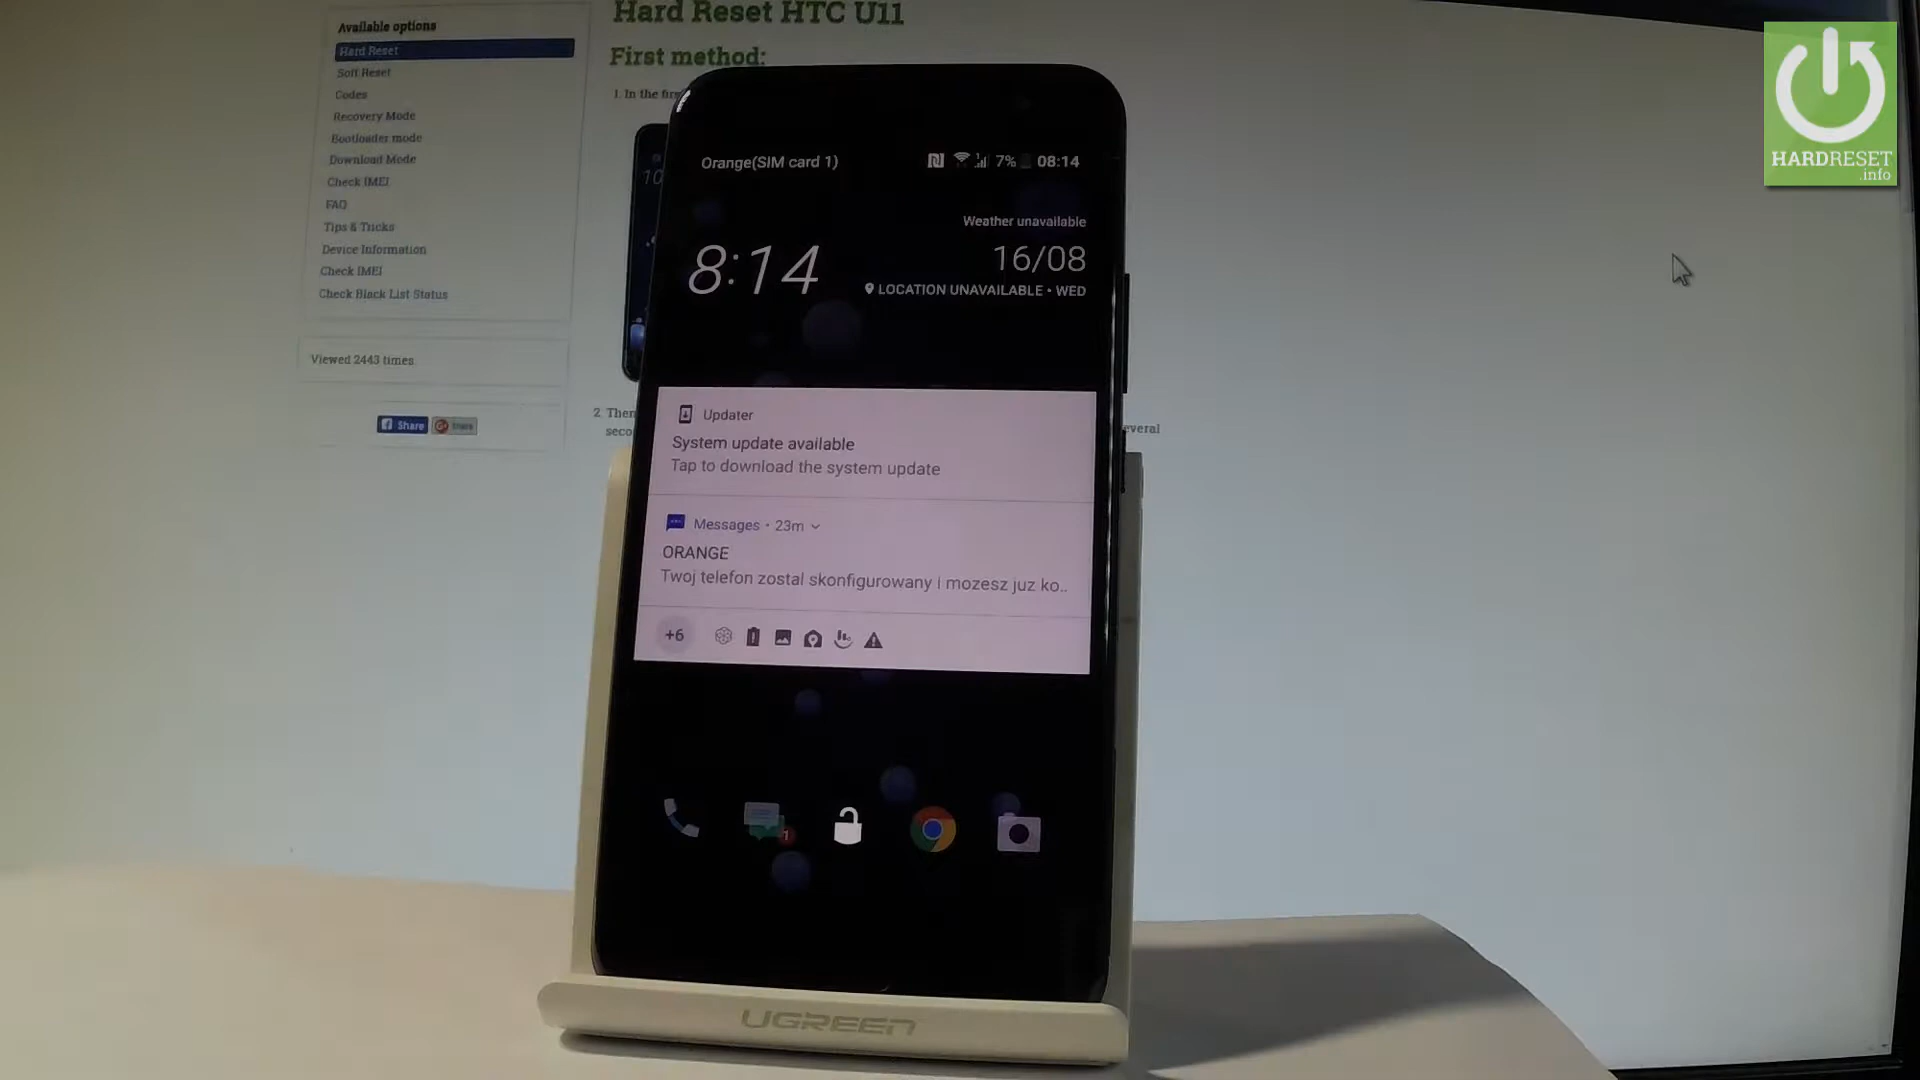 Hard Reset HTC U11
First method:
1. In the
Available options
Hard Reset
Soft Reset
Codes
Recovery Mode
Bootloader mode
Download Mode
Check IMEI
FAQ
Tips & Tricks
Device Information
Check IMEI
Check Black List Status
Viewed 2443 times.
Share
Share
10
2. Then
several
Orange(SIM card 1) 7% 08:14
Weather unavailable
8:14
16/08
LOCATION UNAVAILABLE • WED
Updater
System update available
Tap to download the system update
Messages • 23m
ORANGE
Twoj telefon zostal skonfigurowany i mozesz juz ko..
+6
1
UGREEN
HARDRESET
.info